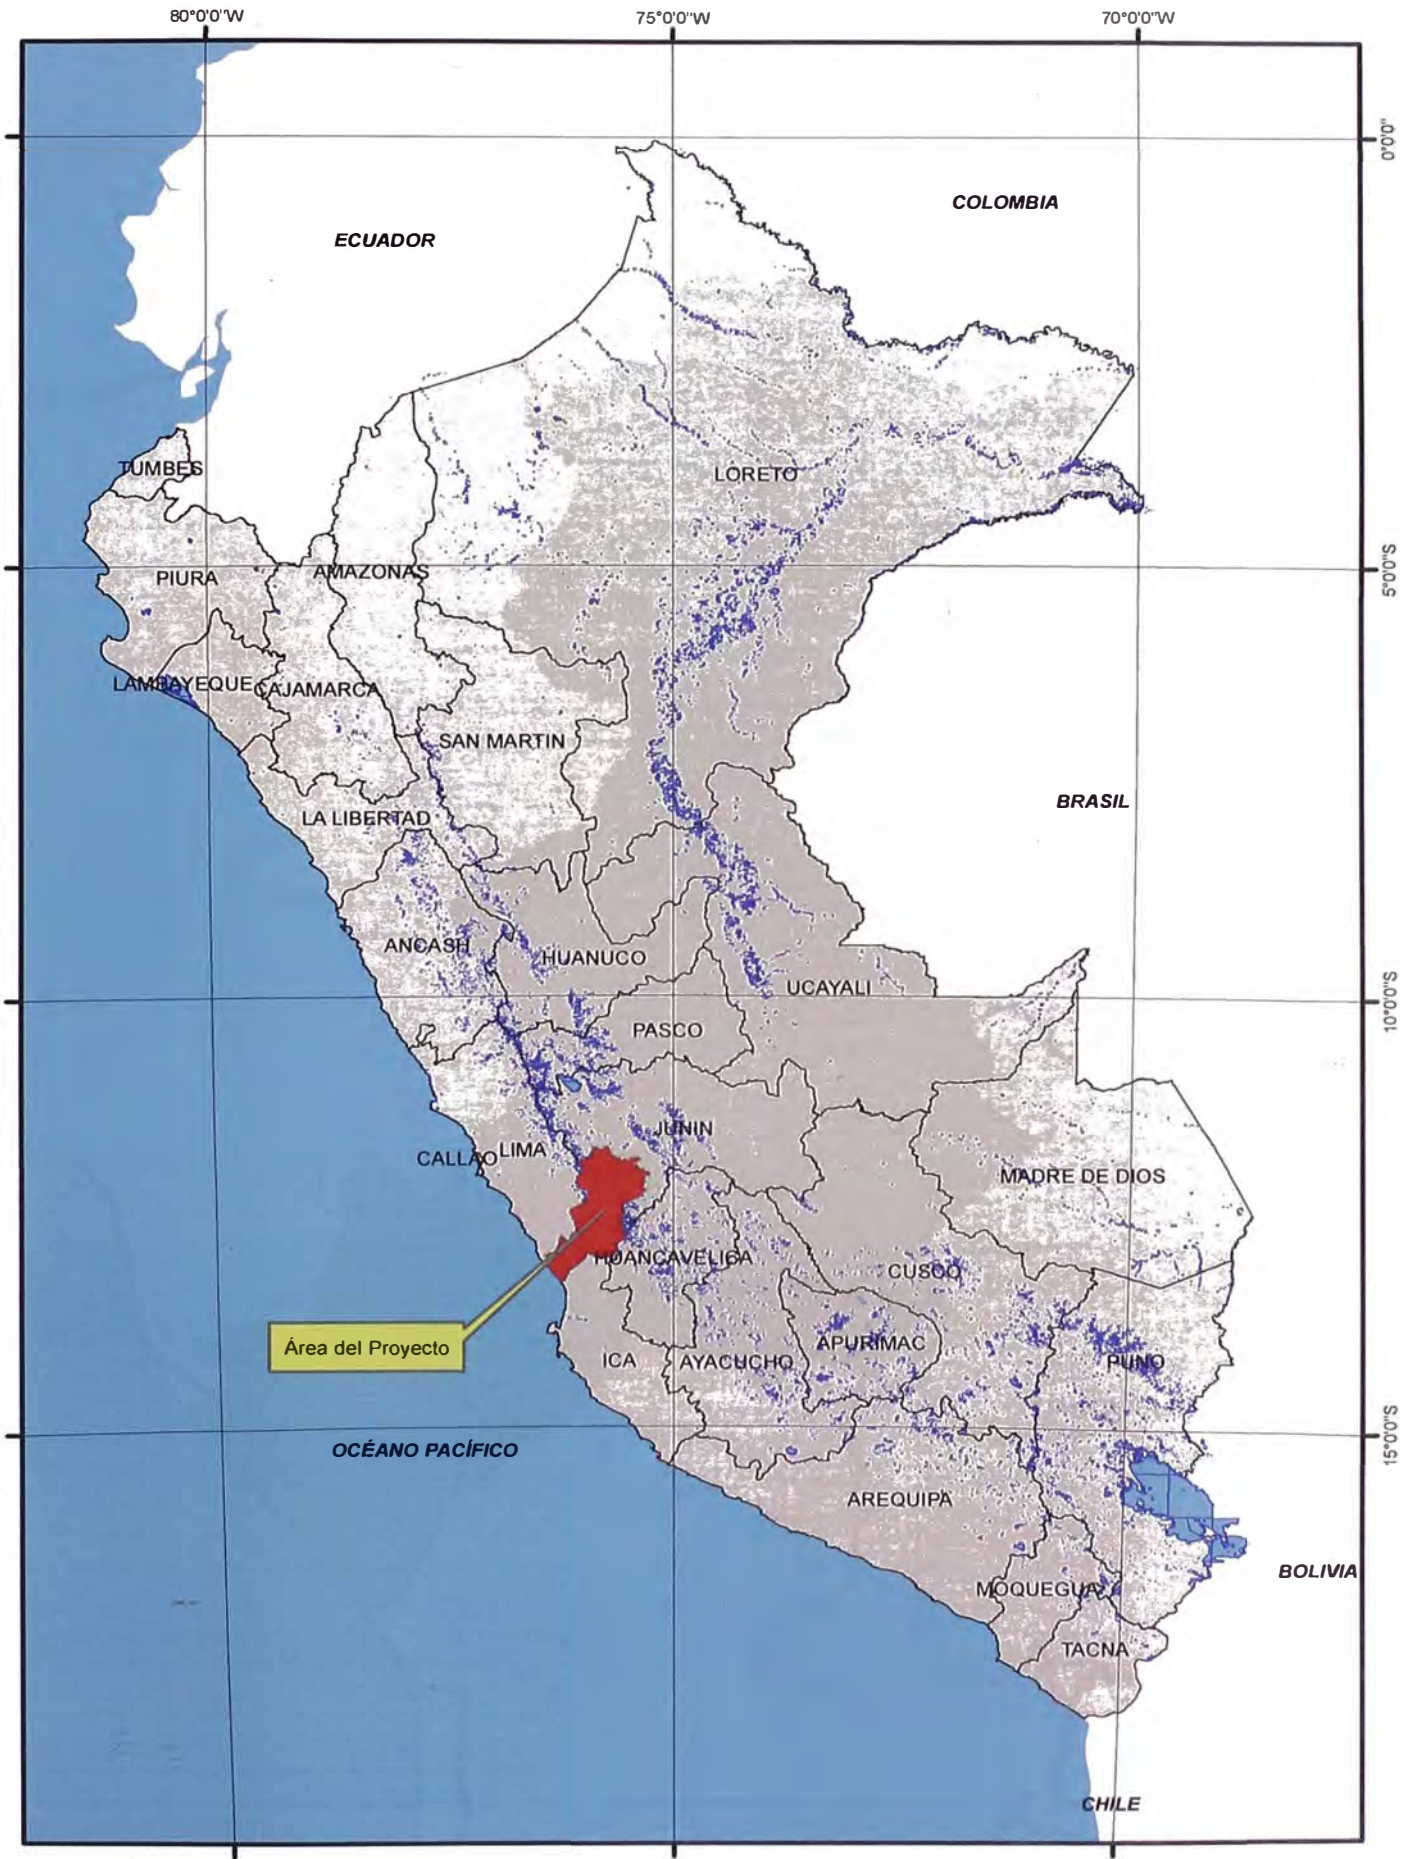 80°0'0"W
75°0'0"W
70°0'0"W
0°0'0"
COLOMBIA
ECUADOR
TUMBES
LORETO
PIURA
AMAZONAS
5°0'0"S
LAMBAYEQUE
CAJAMARCA
SAN MARTIN
BRASIL
LA LIBERTAD
ANCASH
HUANUCO
UCAYALI
10°0'0"S
PASCO
JUNIN
CALLAO
LIMA
MADRE DE DIOS
HUANCAVELICA
CUSCO
Área del Proyecto
APURIMAC
ICA
AYACUCHO
PUNO
OCÉANO PACÍFICO
15°0'0"S
AREQUIPA
BOLIVIA
MOQUEGUA
TACNA
CHILE